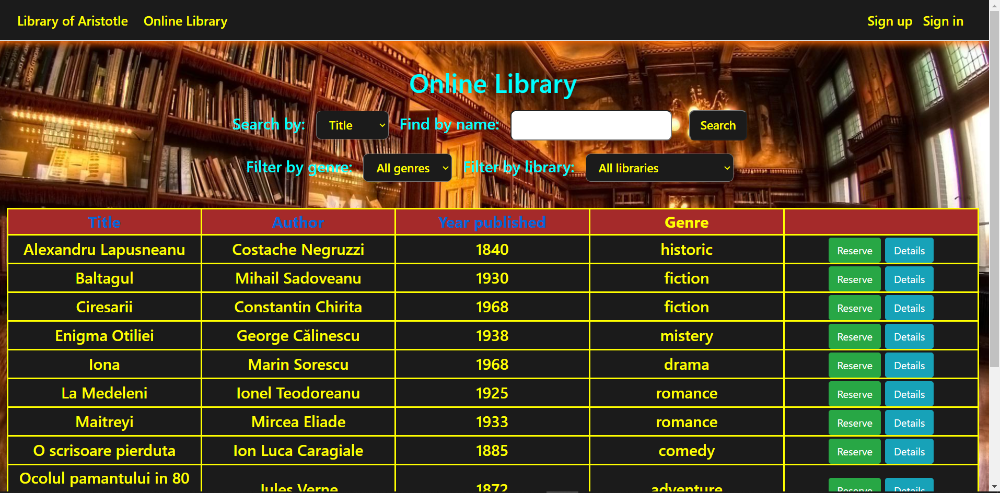 Library of Aristotle Online Library Sign up Sign in
Online Library
Search by: Title Find by name: Search
Filter by genre: All genres Filter by library: All libraries
Title Author Year published Genre
Alexandru Lapusneanu Costache Negruzzi 1840 historic Reserve Details
Baltagul Mihail Sadoveanu 1930 fiction Reserve Details
Ciresarii Constantin Chirita 1968 fiction Reserve Details
Enigma Otiliei George Călinescu 1938 mistery Reserve Details
Iona Marin Sorescu 1968 drama Reserve Details
La Medeleni Ionel Teodoreanu 1925 romance Reserve Details
Maitreyi Mircea Eliade 1933 romance Reserve Details
O scrisoare pierduta Ion Luca Caragiale 1885 comedy Reserve Details
Ocolul pamantului in 80
Jules Verne 1872 adventure Reserve Details